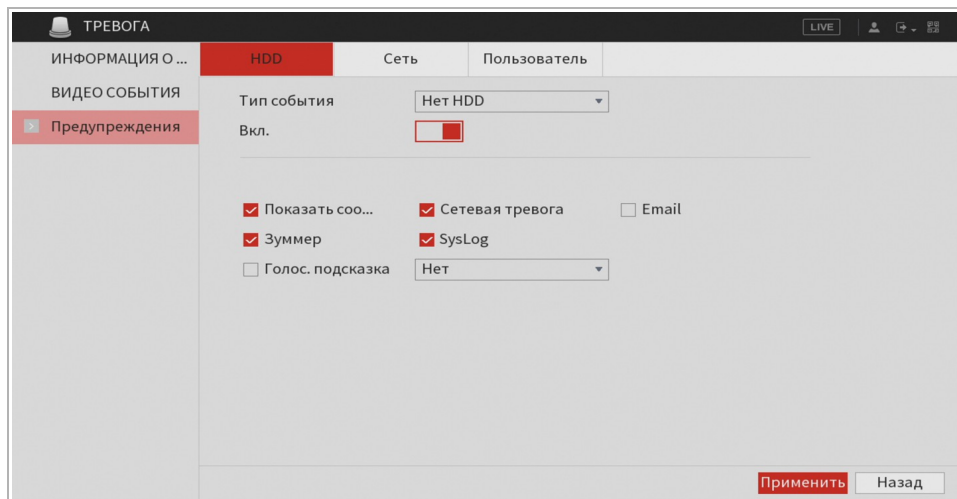 ТРЕВОГА
LIVE
ИНФОРМАЦИЯ О ...
ВИДЕО СОБЫТИЯ
Предупреждения
HDD
Сеть
Пользователь
Тип события
Нет HDD
Вкл.
Показать соо...
Сетевая тревога
Email
Зуммер
SysLog
Голос. подсказка
Нет
Применить
Назад